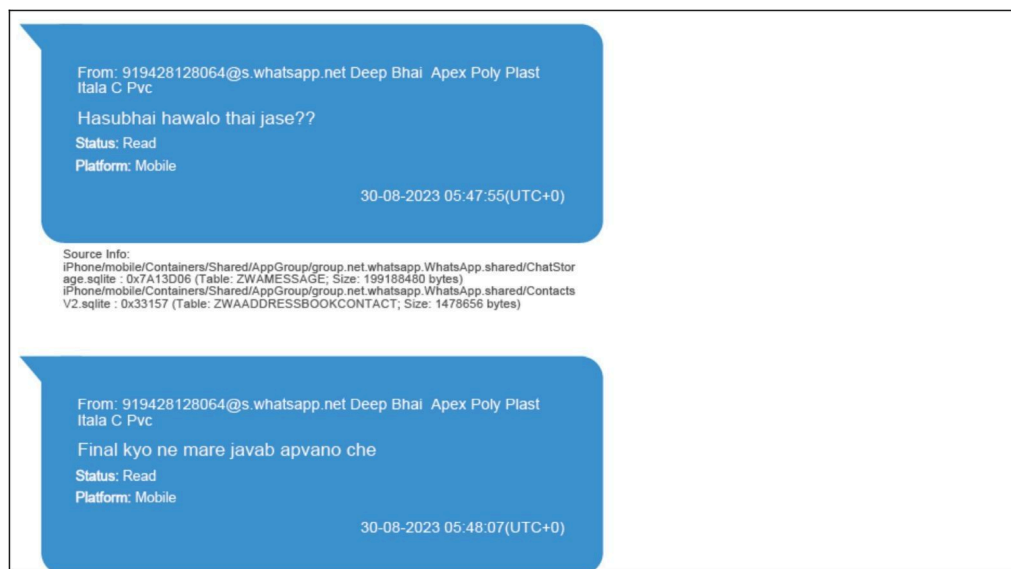 From: 919428128064@s.whatsapp.net Deep Bhai  Apex Poly Plast
Itala C Pvc
Hasubhai hawalo thai jase??
Status: Read
Platform: Mobile
30-08-2023 05:47:55(UTC+0)
Source Info:
iPhone/mobile/Containers/Shared/AppGroup/group.net.whatsapp.WhatsApp.shared/ChatStor
age.sqlite : 0x7A13D06 (Table: ZWAMESSAGE; Size: 199188480 bytes)
iPhone/mobile/Containers/Shared/AppGroup/group.net.whatsapp.WhatsApp.shared/Contacts
V2.sqlite : 0x33157 (Table: ZWAADDRESSBOOKCONTACT; Size: 1478656 bytes)
From: 919428128064@s.whatsapp.net Deep Bhai  Apex Poly Plast
Itala C Pvc
Final kyo ne mare javab apvano che
Status: Read
Platform: Mobile
30-08-2023 05:48:07(UTC+0)